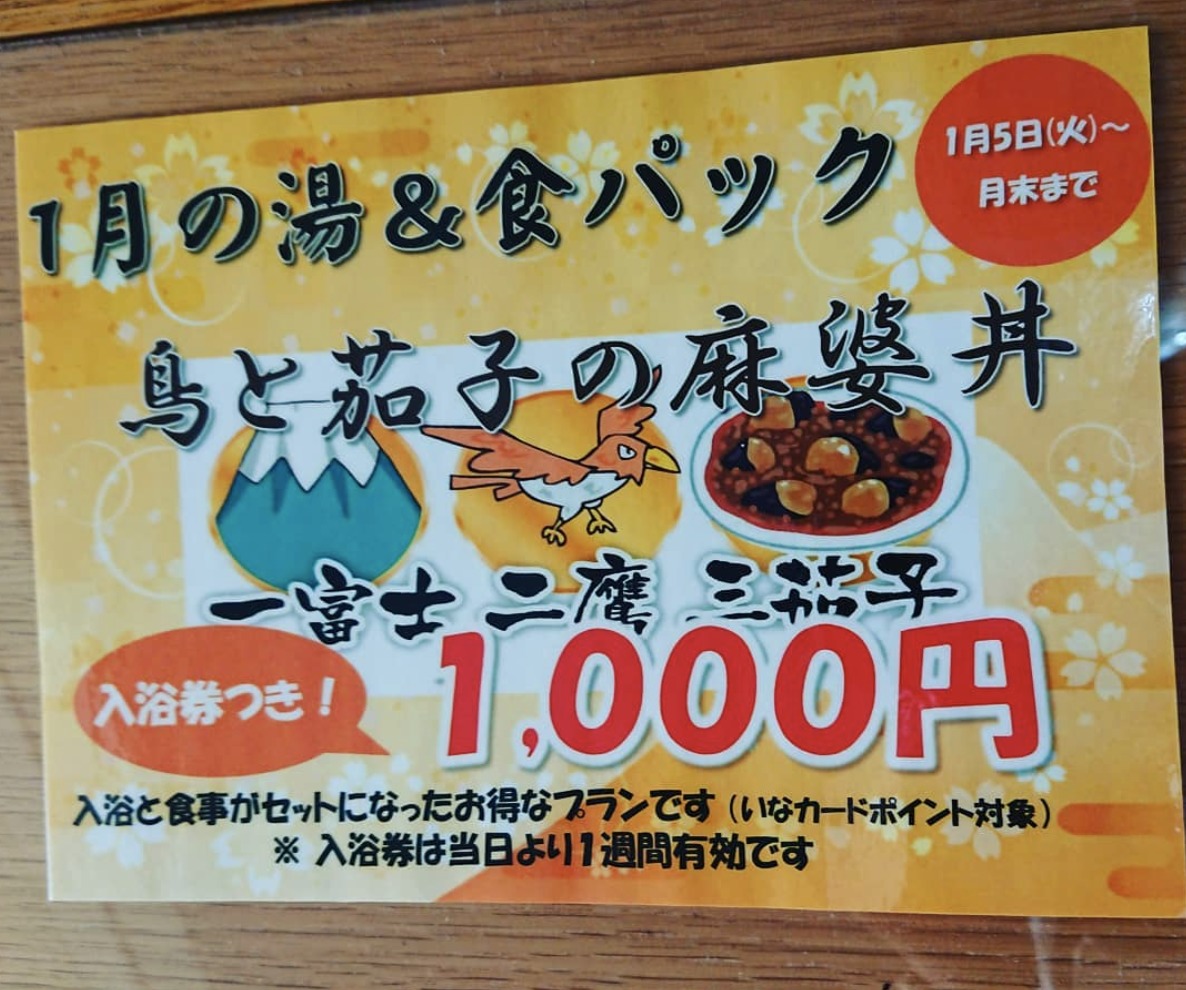 1月の湯&食パック
1月5日(火)～
月末まで
鳥と茄子の麻婆丼
一富士 二鷹 三茄子
入浴券つき！
1,000円
入浴と食事がセットになったお得なプランです（いなカードポイント対象）
※ 入浴券は当日より1週間有効です